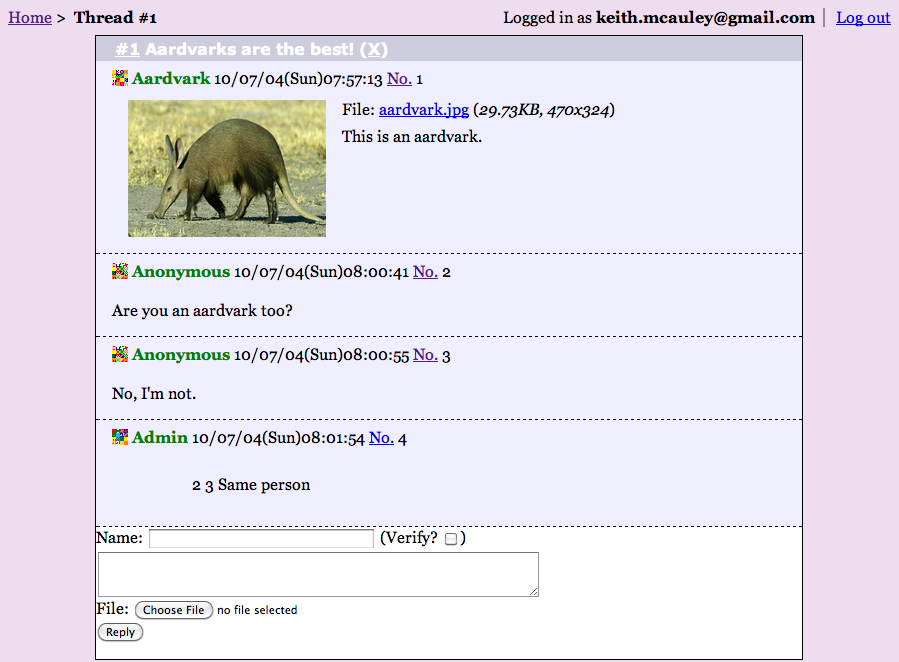 Home > Thread #1
Logged in as keith.mcauley@gmail.com | Log out
#1 Aardvarks are the best! (X)
Aardvark 10/07/04(Sun)07:57:13 No. 1
File: aardvark.jpg (29.73KB, 470x324)
This is an aardvark.
Anonymous 10/07/04(Sun)08:00:41 No. 2
Are you an aardvark too?
Anonymous 10/07/04(Sun)08:00:55 No. 3
No, I'm not.
Admin 10/07/04(Sun)08:01:54 No. 4
2 3 Same person
Name: (Verify? )
File: Choose File no file selected
Reply